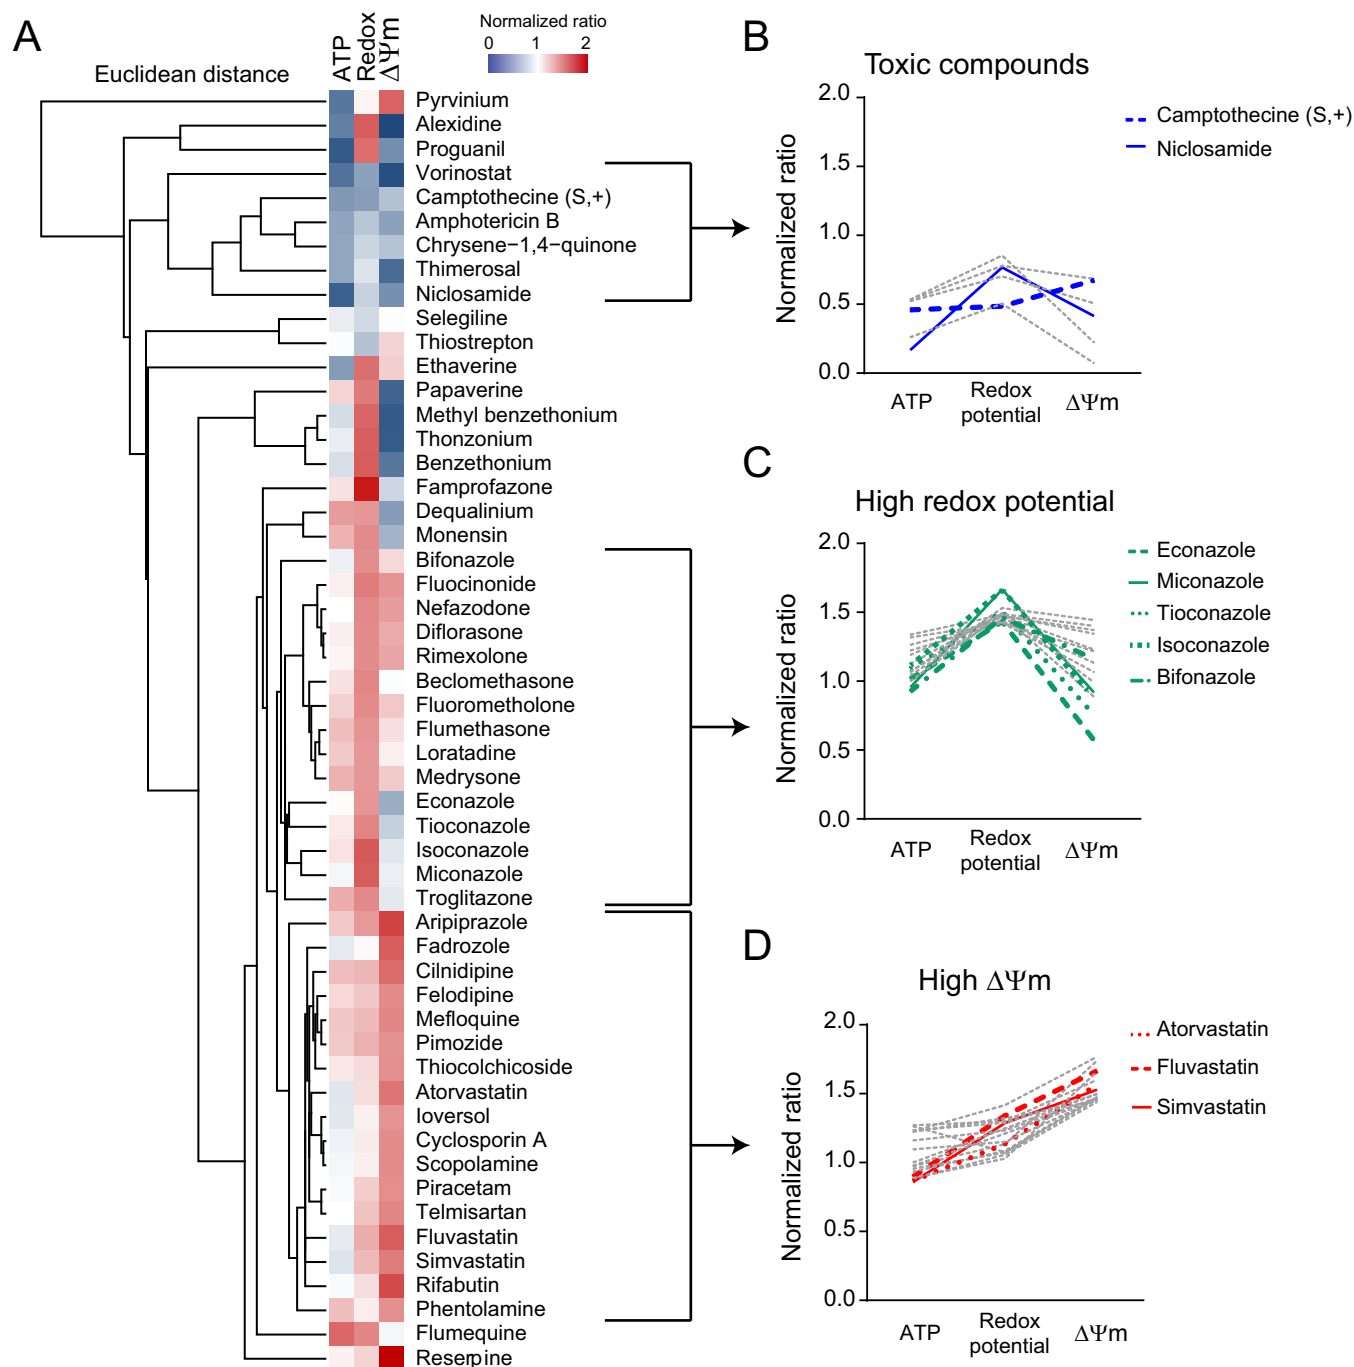 A
Euclidean distance
ATP
Redox
ΔΨm
Normalized ratio
0 1 2
Pyrvinium
Alexidine
Proguanil
Vorinostat
Camptothecine (S,+)
Amphotericin B
Chrysene−1,4−quinone
Thimerosal
Niclosamide
Selegiline
Thiostrepton
Ethaverine
Papaverine
Methyl benzethonium
Thonzonium
Benzethonium
Famprofazone
Dequalinium
Monensin
Bifonazole
Fluocinonide
Nefazodone
Diflorasone
Rimexolone
Beclomethasone
Fluorometholone
Flumethasone
Loratadine
Medrysone
Econazole
Tioconazole
Isoconazole
Miconazole
Troglitazone
Aripiprazole
Fadrozole
Cilnidipine
Felodipine
Mefloquine
Pimozide
Thiocolchicoside
Atorvastatin
Ioversol
Cyclosporin A
Scopolamine
Piracetam
Telmisartan
Fluvastatin
Simvastatin
Rifabutin
Phentolamine
Flumequine
Reserpine
B
Toxic compounds
Normalized ratio
2.0
1.5
1.0
0.5
0.0
ATP
Redox
potential
ΔΨm
Camptothecine (S,+)
Niclosamide
C
High redox potential
Normalized ratio
2.0
1.5
1.0
0.5
0.0
ATP
Redox
potential
ΔΨm
Econazole
Miconazole
Tioconazole
Isoconazole
Bifonazole
D
High ΔΨm
Normalized ratio
2.0
1.5
1.0
0.5
0.0
ATP
Redox
potential
ΔΨm
Atorvastatin
Fluvastatin
Simvastatin